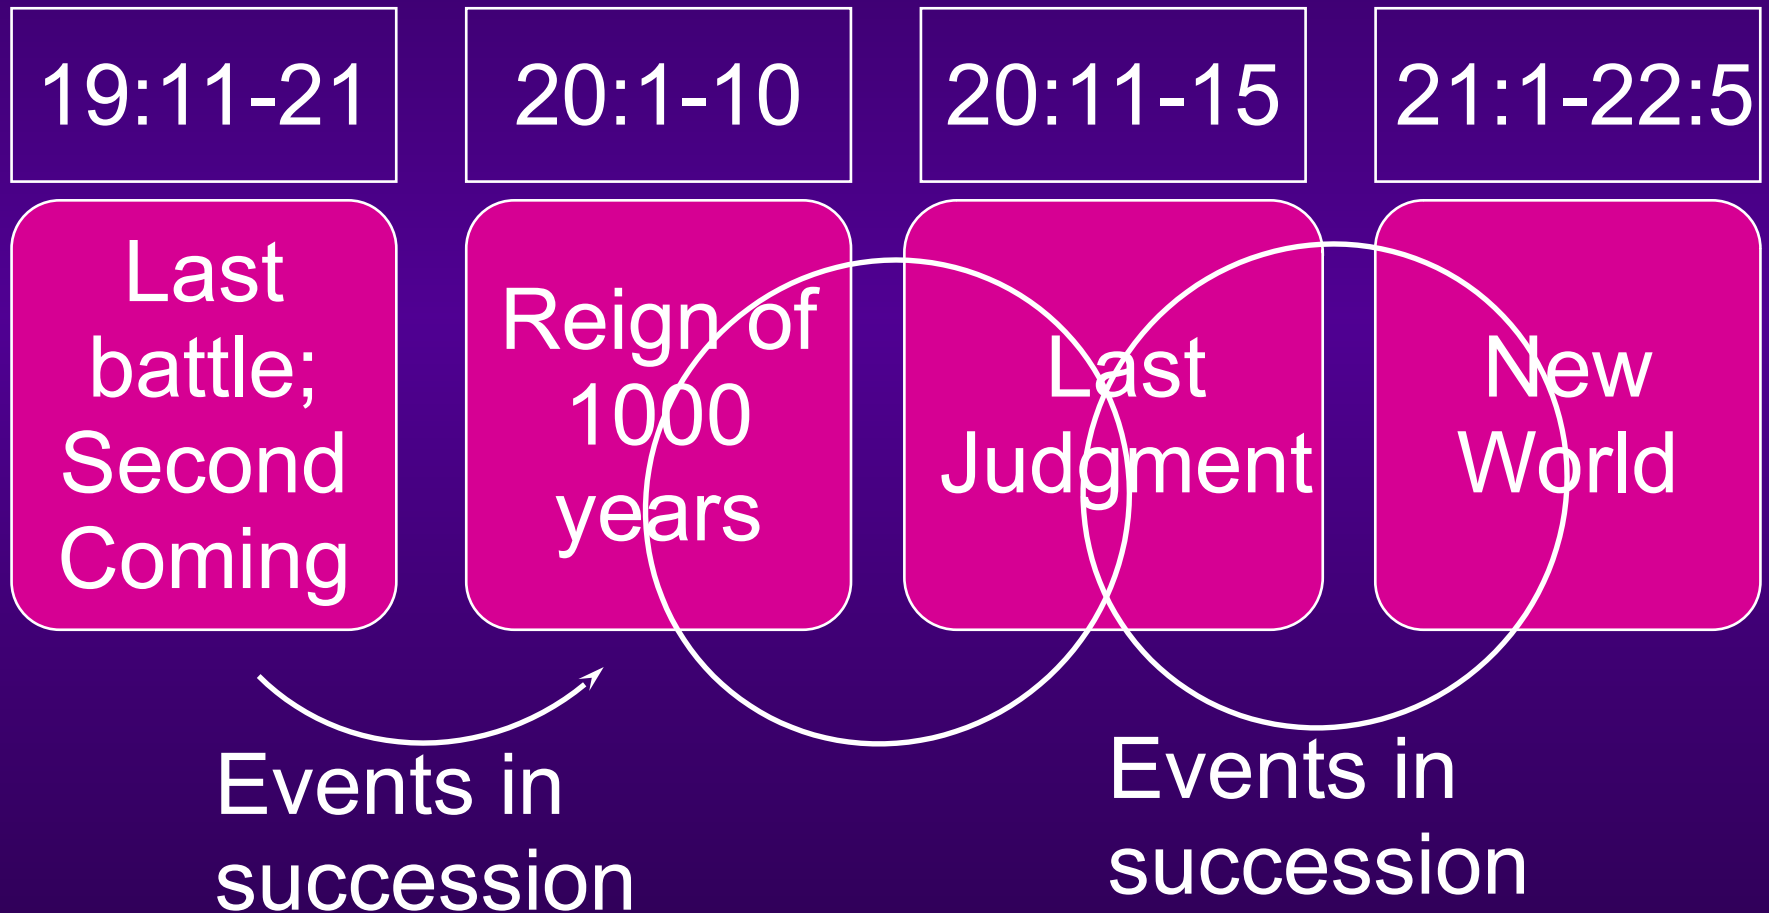 19:11-21
20:1-10
20:11-15
21:1-22:5
Last
battle;
Second
Coming
Reign of
1000
years
Last
Judgment
New
World
Events in
succession
Events in
succession